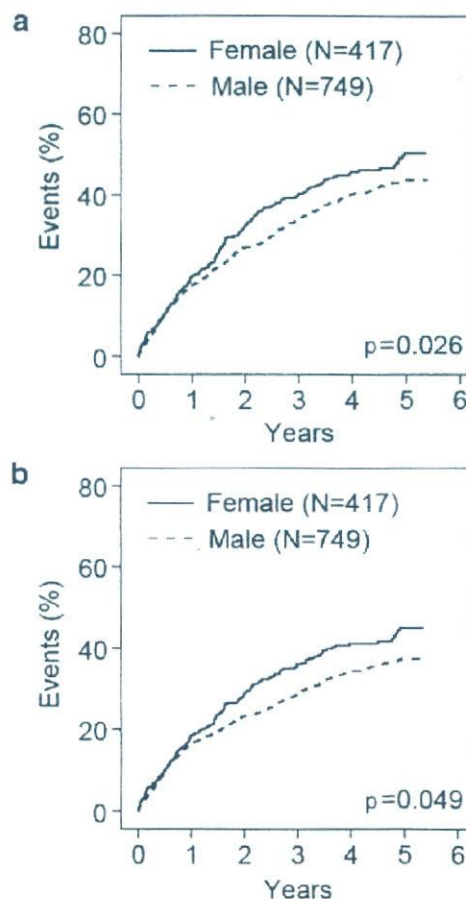 a
80
Female (N=417)
Male (N=749)
60
Events (%)
40
20
0
p=0.026
0 1 2 3 4 5 6
Years
b
80
Female (N=417)
Male (N=749)
60
Events (%)
40
20
0
p=0.049
0 1 2 3 4 5 6
Years